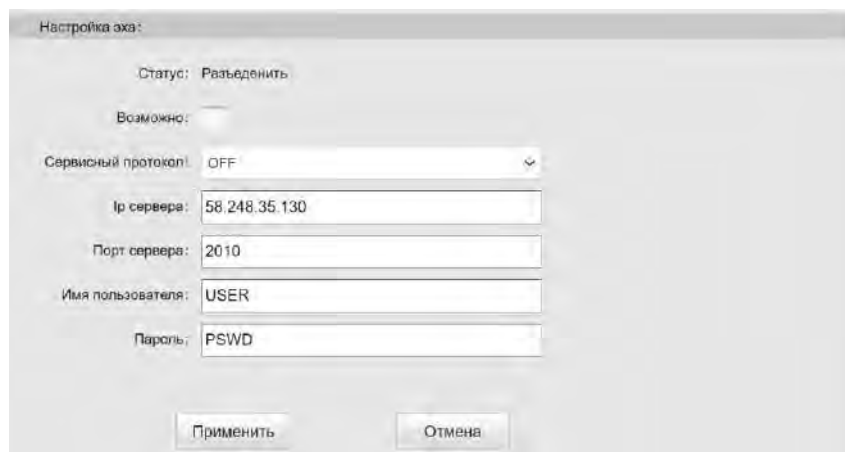 Настройка эха:
Статус: Разъеденить
Возможно:
Сервисный протокол: OFF
Ip сервера: 58.248.35.130
Порт сервера: 2010
Имя пользователя: USER
Пароль: PSWD
Применить Отмена